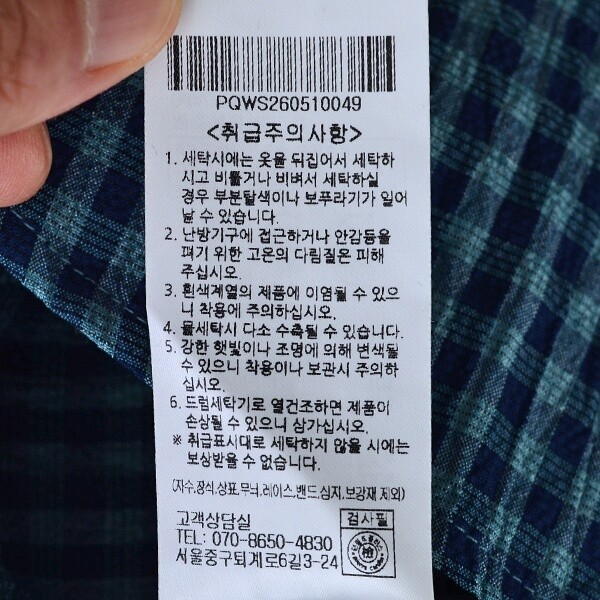 PQWS260510049
<취급주의사항>
1. 세탁시에는 옷을 뒤집어서 세탁하
시고 비틀거나 비벼서 세탁하실
경우 부분탈색이나 보푸라기가 일어
날 수 있습니다.
2. 난방기구에 접근하거나 안감등을
펴기 위한 고온의 다림질은 피해
주십시오.
3. 흰색계열의 제품에 이염될 수 있으
니 착용에 주의하십시오.
4. 물세탁시 다소 수축될 수 있습니다.
5. 강한 햇빛이나 조명에 의해 변색될
수 있으니 착용이나 보관시 주의하
십시오.
6. 드럼세탁기로 열건조하면 제품이
손상될 수 있으니 삼가십시오.
※ 취급표시대로 세탁하지 않을 시에는
보상받을 수 없습니다.
(자수,장식,상표,무늬,레이스,밴드,심지,보강재 제외)
고객상담실
TEL: 070-8650-4830
서울중구퇴계로6길3-24
검사필
檢